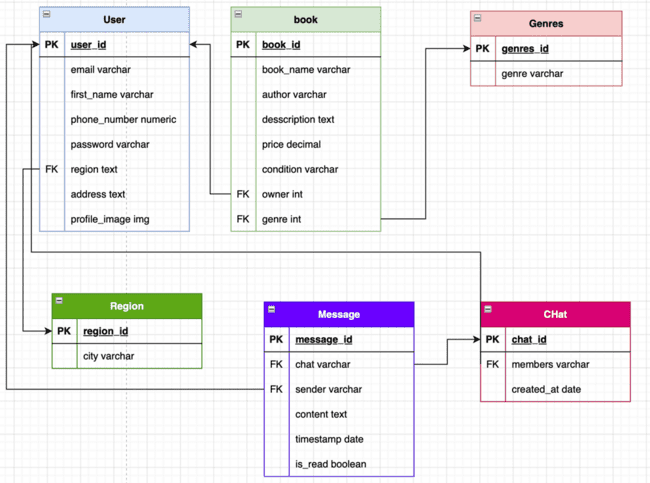 User
PK user_id
email varchar
first_name varchar
phone_number numeric
password varchar
FK region text
address text
profile_image img
book
PK book_id
book_name varchar
author varchar
desscription text
price decimal
condition varchar
FK owner int
FK genre int
Genres
PK genres_id
genre varchar
Region
PK region_id
city varchar
Message
PK message_id
FK chat varchar
FK sender varchar
content text
timestamp date
is_read boolean
CHat
PK chat_id
FK members varchar
created_at date